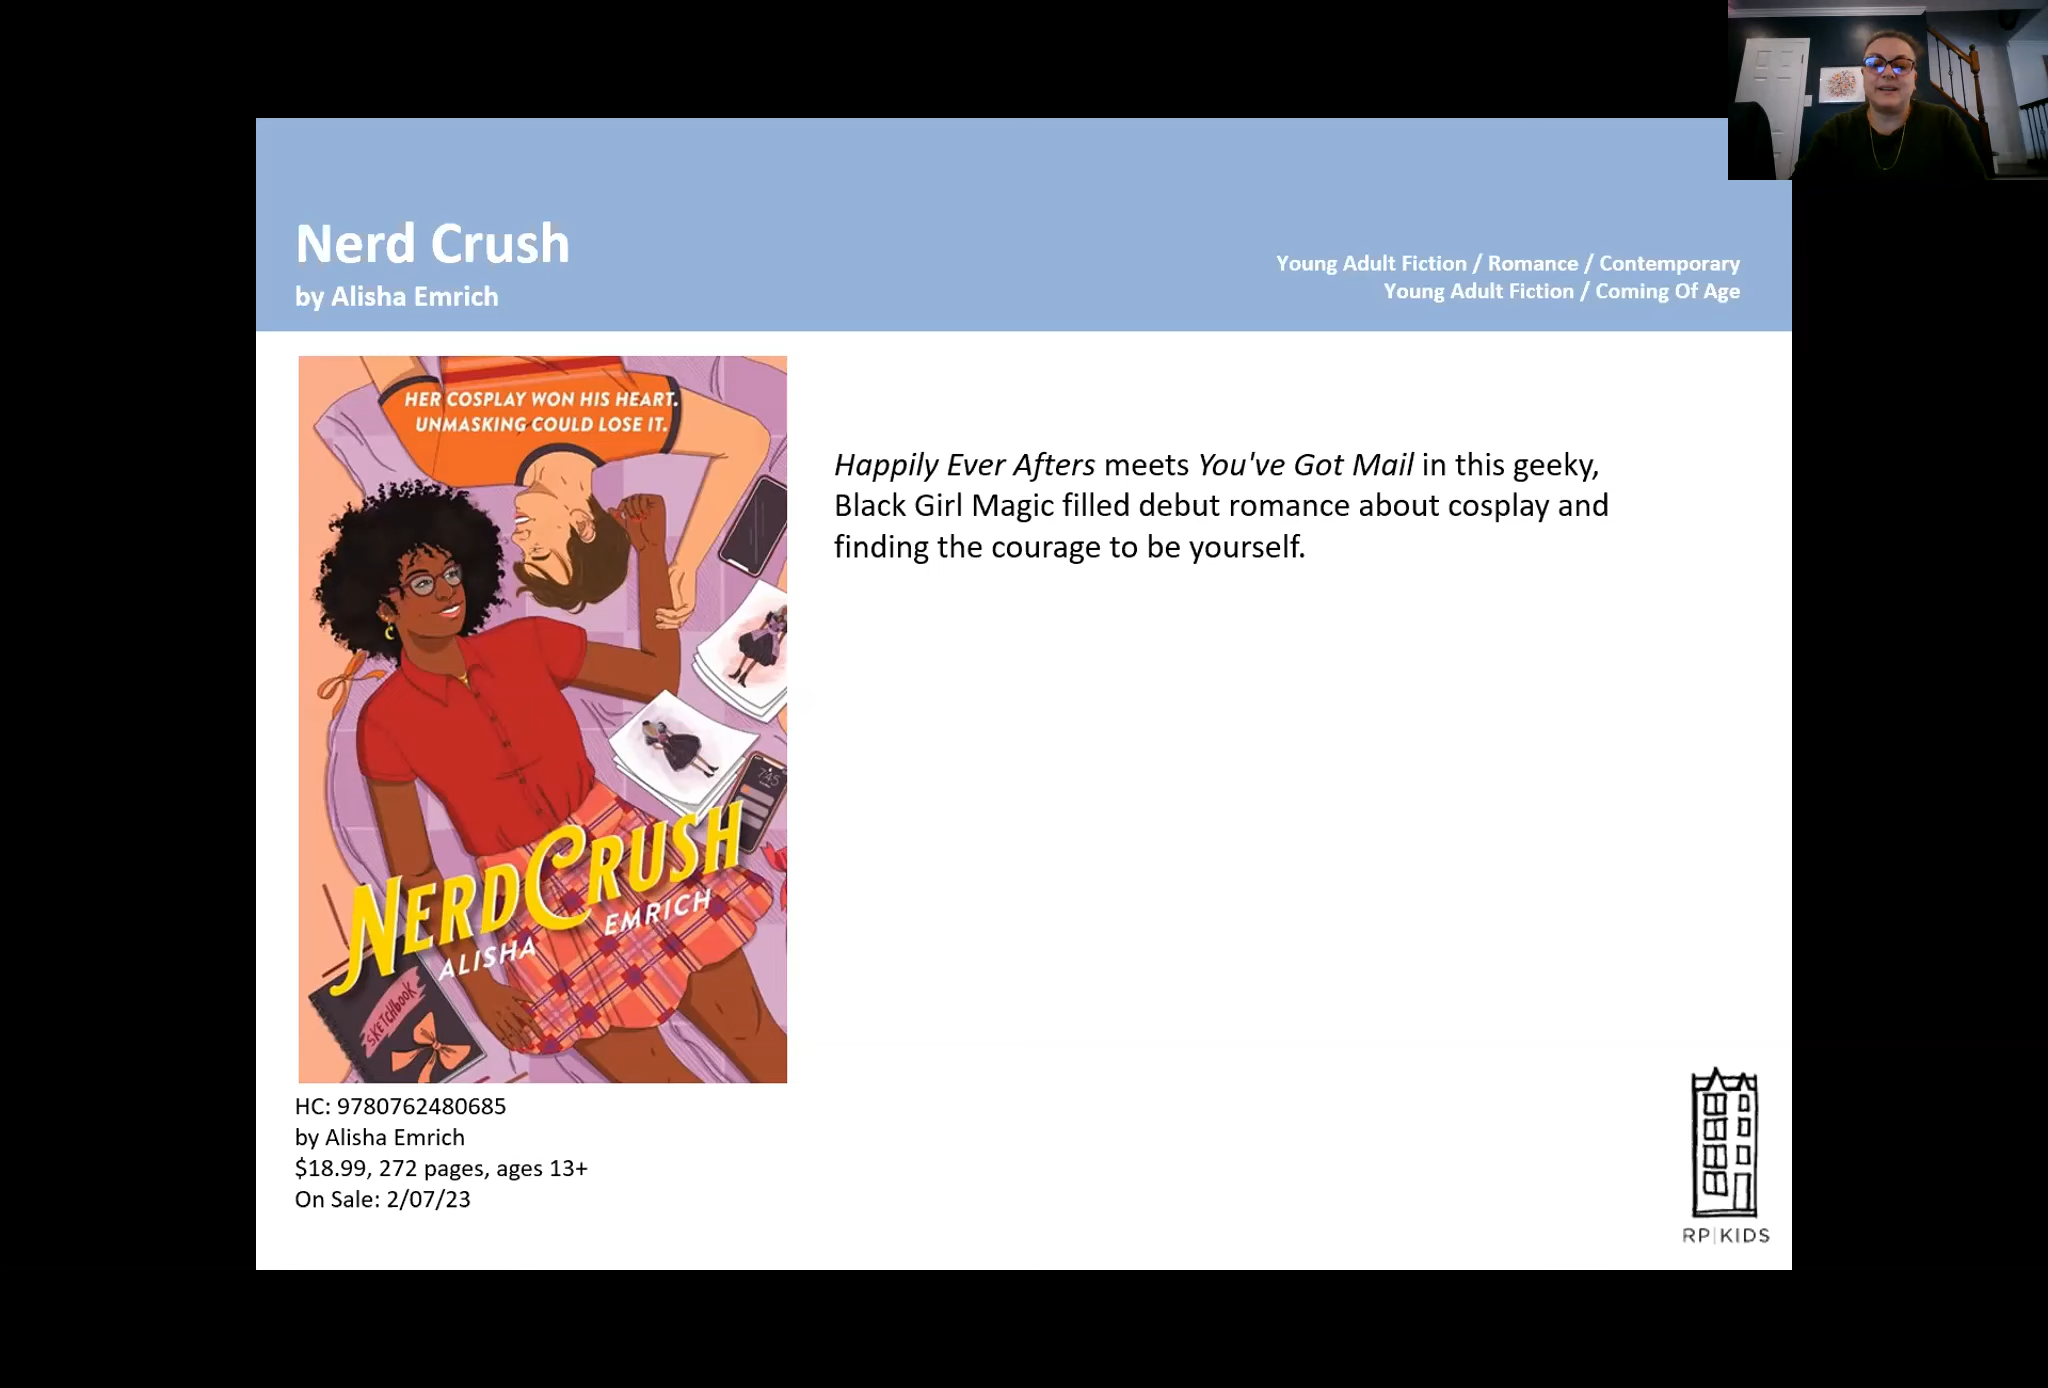 Nerd Crush
by Alisha Emrich
Young Adult Fiction / Romance / Contemporary
Young Adult Fiction / Coming Of Age
HER COSPLAY WON HIS HEART.
UNMASKING COULD LOSE IT.
7:45
NERD CRUSH
ALISHA EMRICH
SKETCHBOOK
Happily Ever Afters meets You've Got Mail in this geeky,
Black Girl Magic filled debut romance about cosplay and
finding the courage to be yourself.
HC: 9780762480685
by Alisha Emrich
$18.99, 272 pages, ages 13+
On Sale: 2/07/23
RP|KIDS